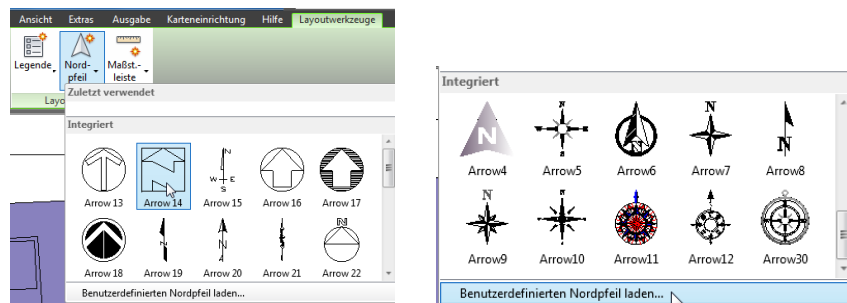 Ansicht Extras Ausgabe Karteneinrichtung Hilfe Layoutwerkzeuge
Legende Nord- Maßst.-
pfeil leiste
Layo
Zuletzt verwendet
Integriert
N
W E
S
Arrow 13 Arrow 14 Arrow 15 Arrow 16 Arrow 17
N N
Arrow 18 Arrow 19 Arrow 20 Arrow 21 Arrow 22
Benutzerdefinierten Nordpfeil laden...
Integriert
N N N N
Arrow4 Arrow5 Arrow6 Arrow7 Arrow8
N
Arrow9 Arrow10 Arrow11 Arrow12 Arrow30
Benutzerdefinierten Nordpfeil laden...